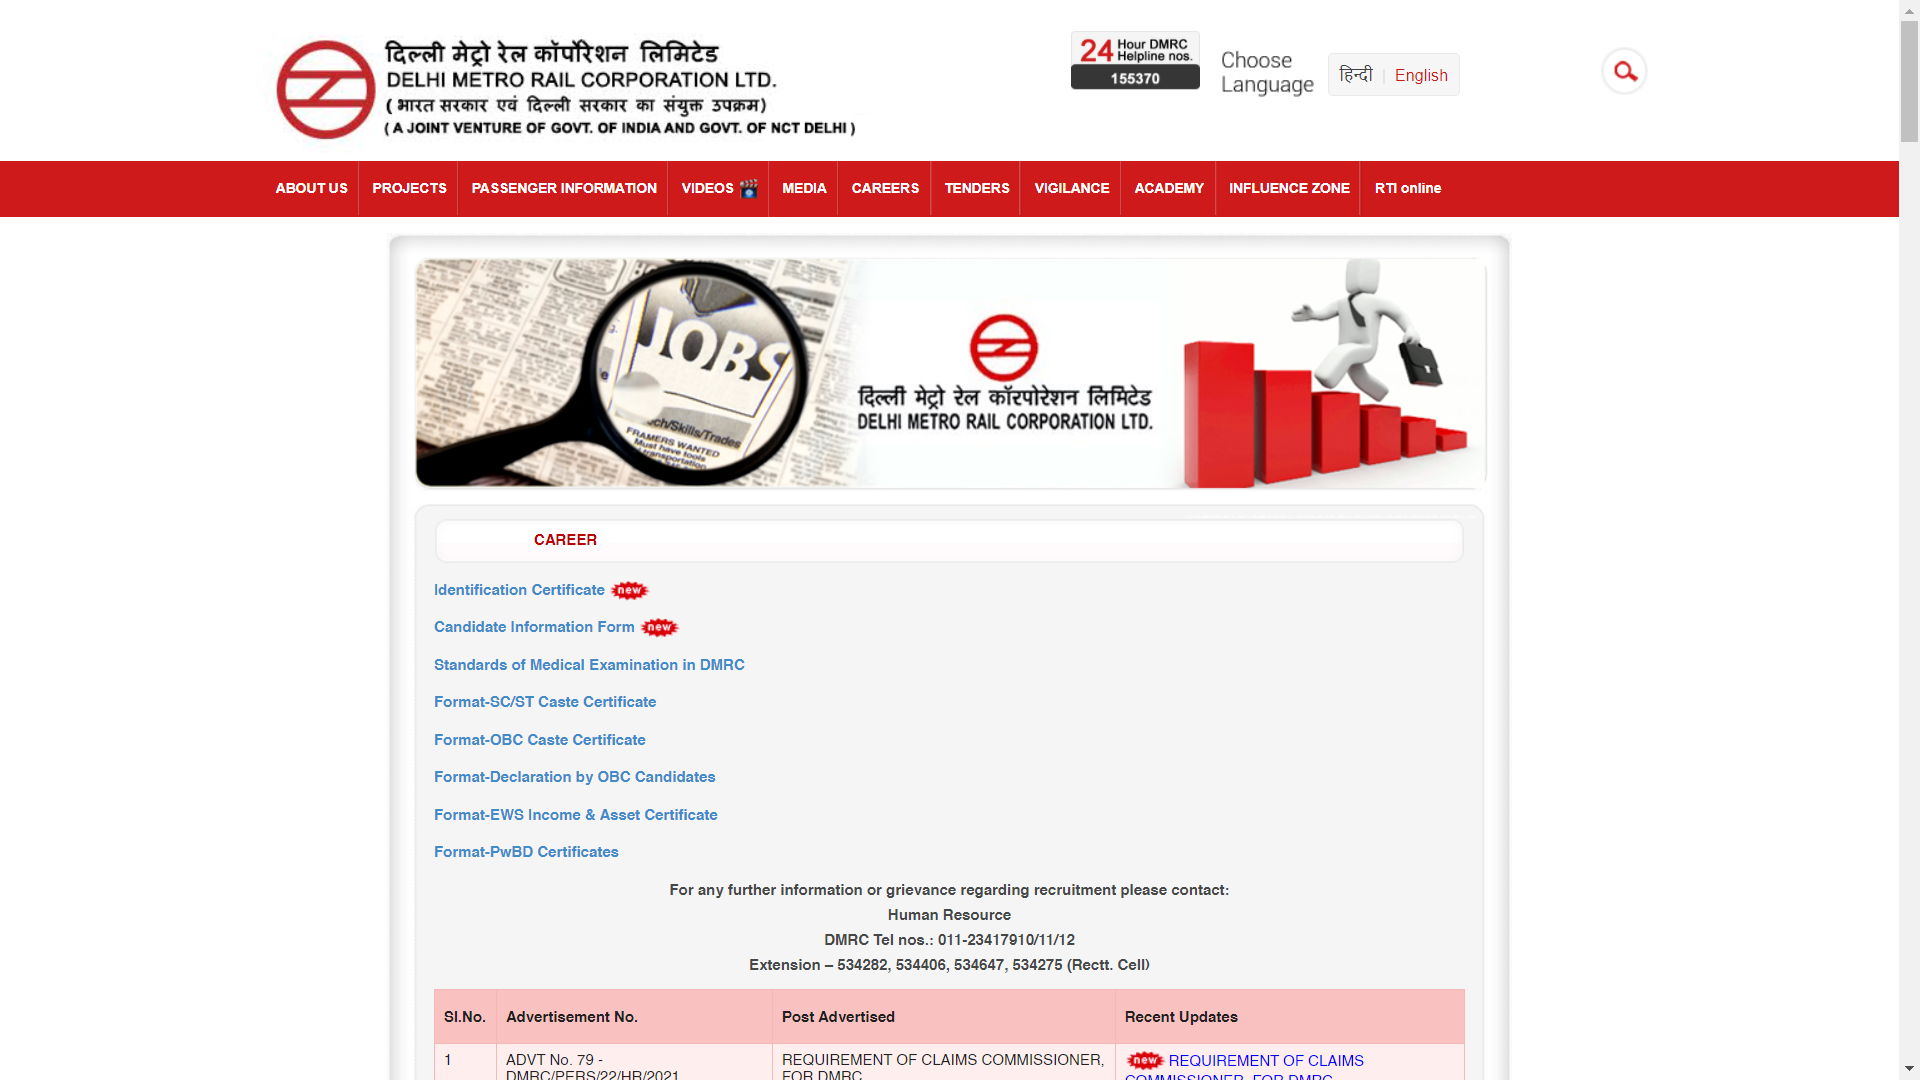 दिल्ली मेट्रो रेल कॉर्पोरेशन लिमिटेड
DELHI METRO RAIL CORPORATION LTD.
( भारत सरकार एवं दिल्ली सरकार का संयुक्त उपक्रम)
( A JOINT VENTURE OF GOVT. OF INDIA AND GOVT. OF NCT DELHI )
24 Hour DMRC
Helpline nos.
155370
Choose
Language
हिन्दी | English
ABOUT US PROJECTS PASSENGER INFORMATION VIDEOS MEDIA CAREERS TENDERS VIGILANCE ACADEMY INFLUENCE ZONE RTI online
JOBS
ch/Skills/Trades
FRAMERS WANTED
Must have tools
transportation
दिल्ली मेट्रो रेल कॉरपोरेशन लिमिटेड
DELHI METRO RAIL CORPORATION LTD.
CAREER
Identification Certificate new
Candidate Information Form new
Standards of Medical Examination in DMRC
Format-SC/ST Caste Certificate
Format-OBC Caste Certificate
Format-Declaration by OBC Candidates
Format-EWS Income & Asset Certificate
Format-PwBD Certificates
For any further information or grievance regarding recruitment please contact:
Human Resource
DMRC Tel nos.: 011-23417910/11/12
Extension – 534282, 534406, 534647, 534275 (Rectt. Cell)
Sl.No. Advertisement No. Post Advertised Recent Updates
1 ADVT No. 79 - REQUIREMENT OF CLAIMS COMMISSIONER, new REQUIREMENT OF CLAIMS
DMRC/PERS/22/HR/2021 FOR DMRC COMMISSIONER, FOR DMRC